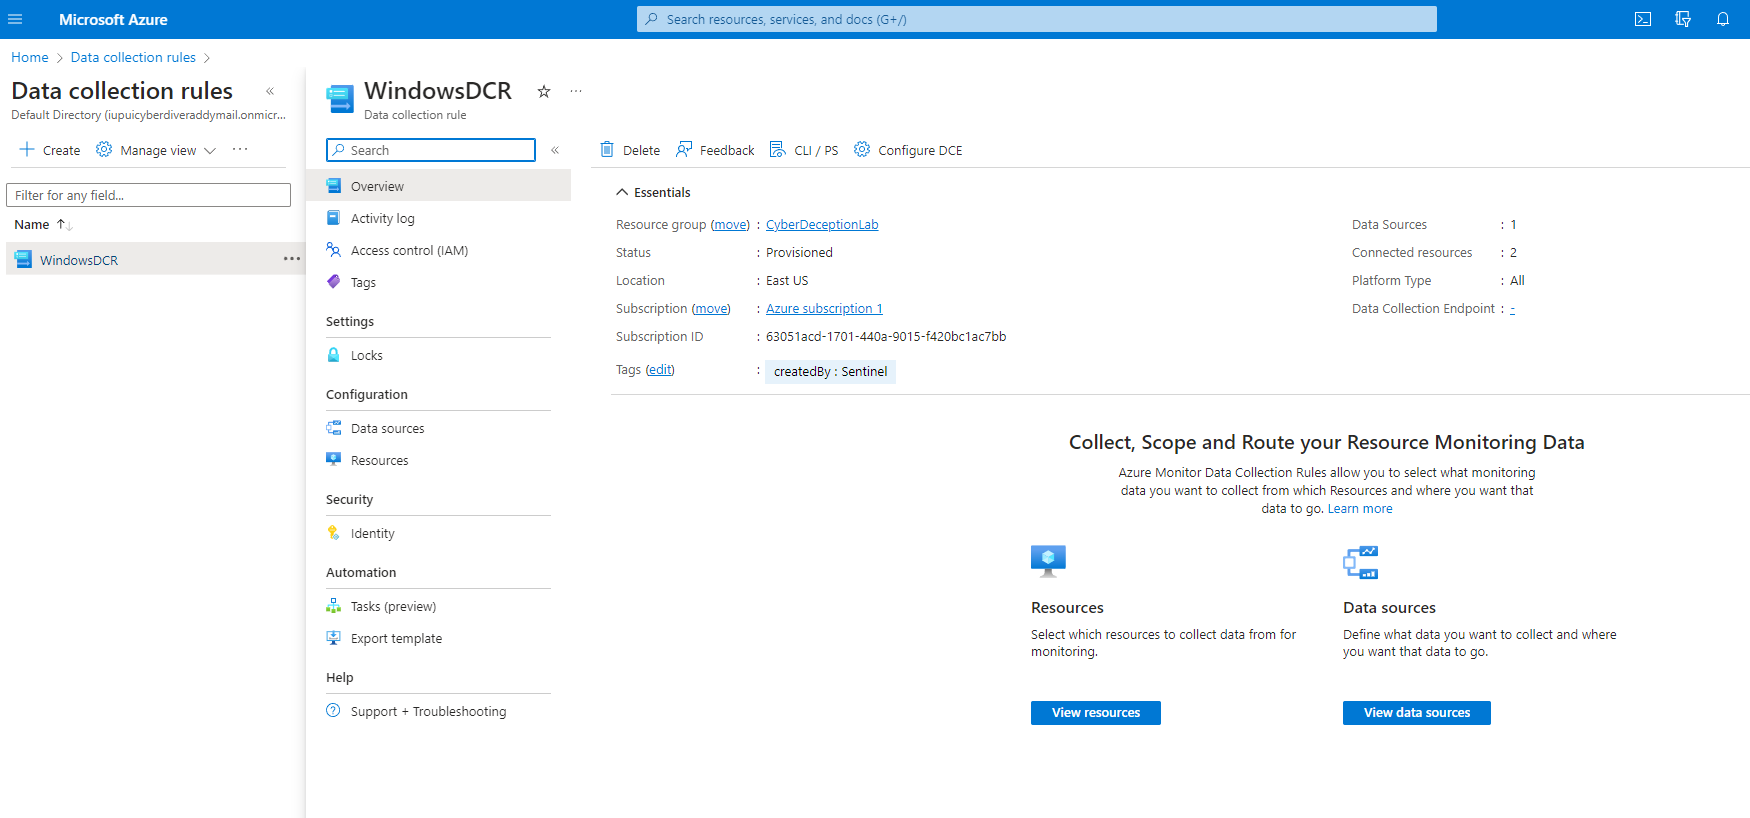 Microsoft Azure
Search resources, services, and docs (G+/)
Home > Data collection rules >
Data collection rules «
Default Directory (iupuicyberdiveraddymail.onmicr...
+ Create Manage view ...
Filter for any field...
Name ↑↓
WindowsDCR ...
WindowsDCR ☆ ...
Data collection rule
Search «
Overview
Activity log
Access control (IAM)
Tags
Settings
Locks
Configuration
Data sources
Resources
Security
Identity
Automation
Tasks (preview)
Export template
Help
Support + Troubleshooting
Delete Feedback CLI / PS Configure DCE
Essentials
Resource group (move) : CyberDeceptionLab
Status : Provisioned
Location : East US
Subscription (move) : Azure subscription 1
Subscription ID : 63051acd-1701-440a-9015-f420bc1ac7bb
Tags (edit) : createdBy : Sentinel
Data Sources : 1
Connected resources : 2
Platform Type : All
Data Collection Endpoint : -
Collect, Scope and Route your Resource Monitoring Data
Azure Monitor Data Collection Rules allow you to select what monitoring
data you want to collect from which Resources and where you want that
data to go. Learn more
Resources
Select which resources to collect data from for
monitoring.
View resources
Data sources
Define what data you want to collect and where
you want that data to go.
View data sources